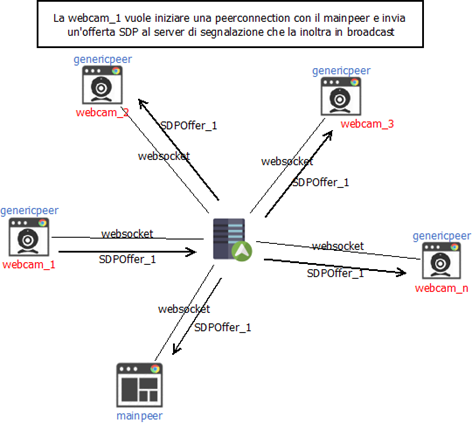 La webcam_1 vuole iniziare una peerconnection con il mainpeer e invia
un'offerta SDP al server di segnalazione che la inoltra in broadcast
genericpeer
webcam_2
genericpeer
webcam_3
SDPOffer_1
websocket
websocket
SDPOffer_1
genericpeer
webcam_1
websocket
SDPOffer_1
genericpeer
webcam_n
websocket
SDPOffer_1
websocket
SDPOffer_1
mainpeer